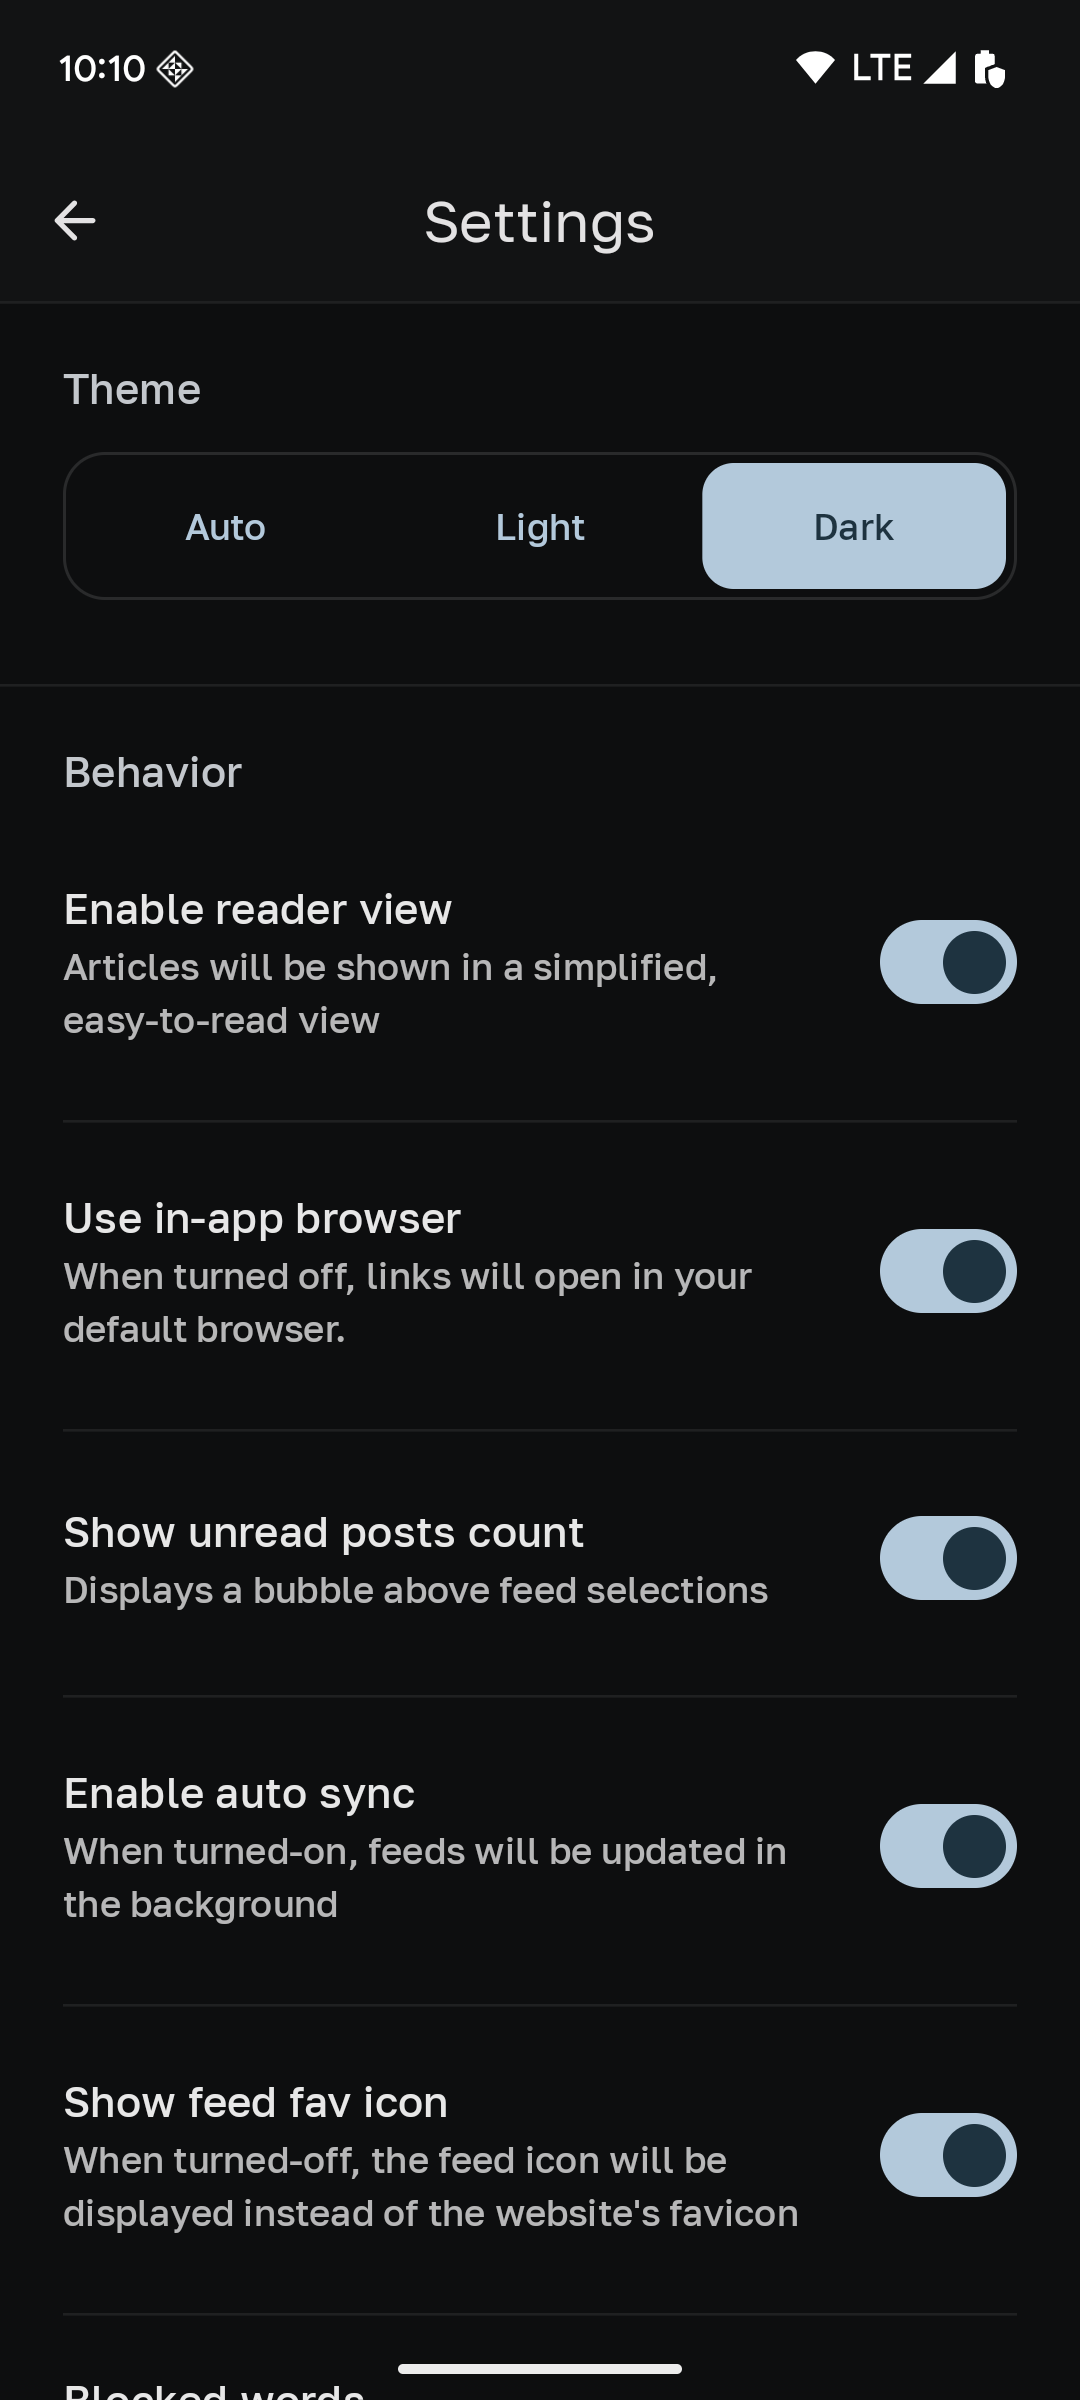 10:10
LTE
Settings
Theme
Auto
Light
Dark
Behavior
Enable reader view
Articles will be shown in a simplified,
easy-to-read view
Use in-app browser
When turned off, links will open in your
default browser.
Show unread posts count
Displays a bubble above feed selections
Enable auto sync
When turned-on, feeds will be updated in
the background
Show feed fav icon
When turned-off, the feed icon will be
displayed instead of the website's favicon
Blocked words